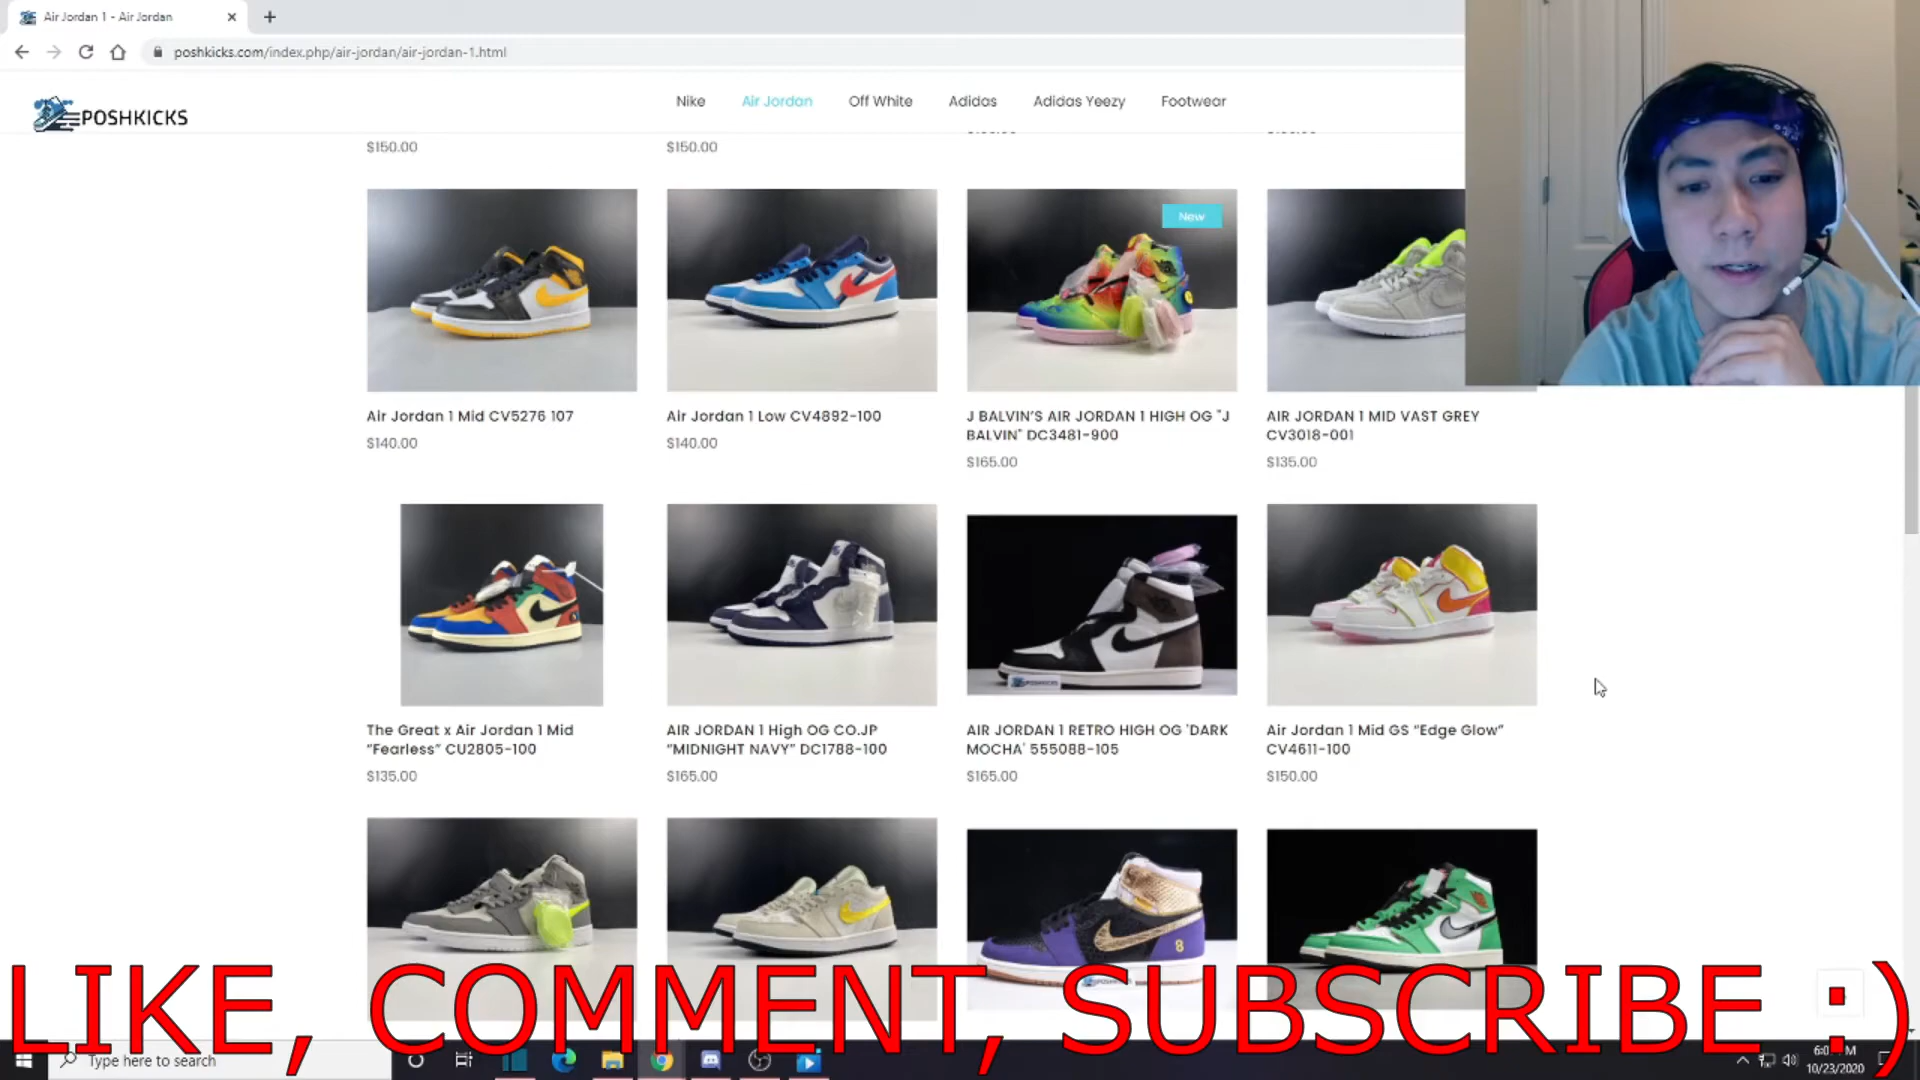 Air Jordan 1 - Air Jordan
poshkicks.com/index.php/air-jordan/air-jordan-1.html
POSHKICKS
Nike Air Jordan Off White Adidas Adidas Yeezy Footwear
$150.00 $150.00
New
Air Jordan 1 Mid CV5276 107
$140.00
Air Jordan 1 Low CV4892-100
$140.00
J BALVIN’S AIR JORDAN 1 HIGH OG "J
BALVIN" DC3481-900
$165.00
AIR JORDAN 1 MID VAST GREY
CV3018-001
$135.00
POSHKICKS
The Great x Air Jordan 1 Mid
“Fearless” CU2805-100
$135.00
AIR JORDAN 1 High OG CO.JP
“MIDNIGHT NAVY” DC1788-100
$165.00
AIR JORDAN 1 RETRO HIGH OG 'DARK
MOCHA' 555088-105
$165.00
Air Jordan 1 Mid GS “Edge Glow”
CV4611-100
$150.00
8
POSHKICKS
LIKE, COMMENT, SUBSCRIBE :)
Type here to search
10/23/2020